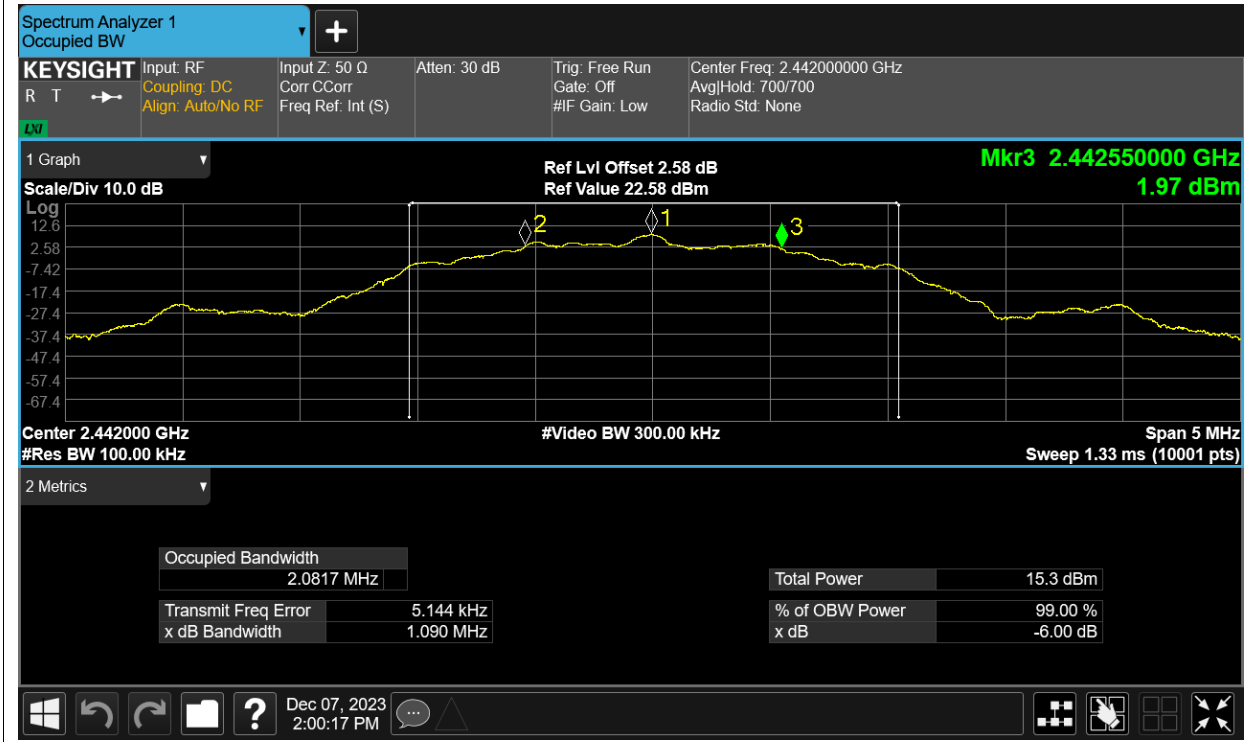 Spectrum Analyzer 1
Occupied BW
KEYSIGHT
R T
LXI
Input: RF
Coupling: DC
Align: Auto/No RF
Input Z: 50 Ω
Corr CCorr
Freq Ref: Int (S)
Atten: 30 dB
Trig: Free Run
Gate: Off
#IF Gain: Low
Center Freq: 2.442000000 GHz
Avg|Hold: 700/700
Radio Std: None
1 Graph
Scale/Div 10.0 dB
Ref Lvl Offset 2.58 dB
Ref Value 22.58 dBm
Mkr3 2.442550000 GHz
1.97 dBm
Log
12.6
2.58
-7.42
-17.4
-27.4
-37.4
-47.4
-57.4
-67.4
2
1
3
Center 2.442000 GHz
#Res BW 100.00 kHz
#Video BW 300.00 kHz
Span 5 MHz
Sweep 1.33 ms (10001 pts)
2 Metrics
Occupied Bandwidth
2.0817 MHz
Transmit Freq Error 5.144 kHz
x dB Bandwidth 1.090 MHz
Total Power 15.3 dBm
% of OBW Power 99.00 %
x dB -6.00 dB
?
Dec 07, 2023
2:00:17 PM